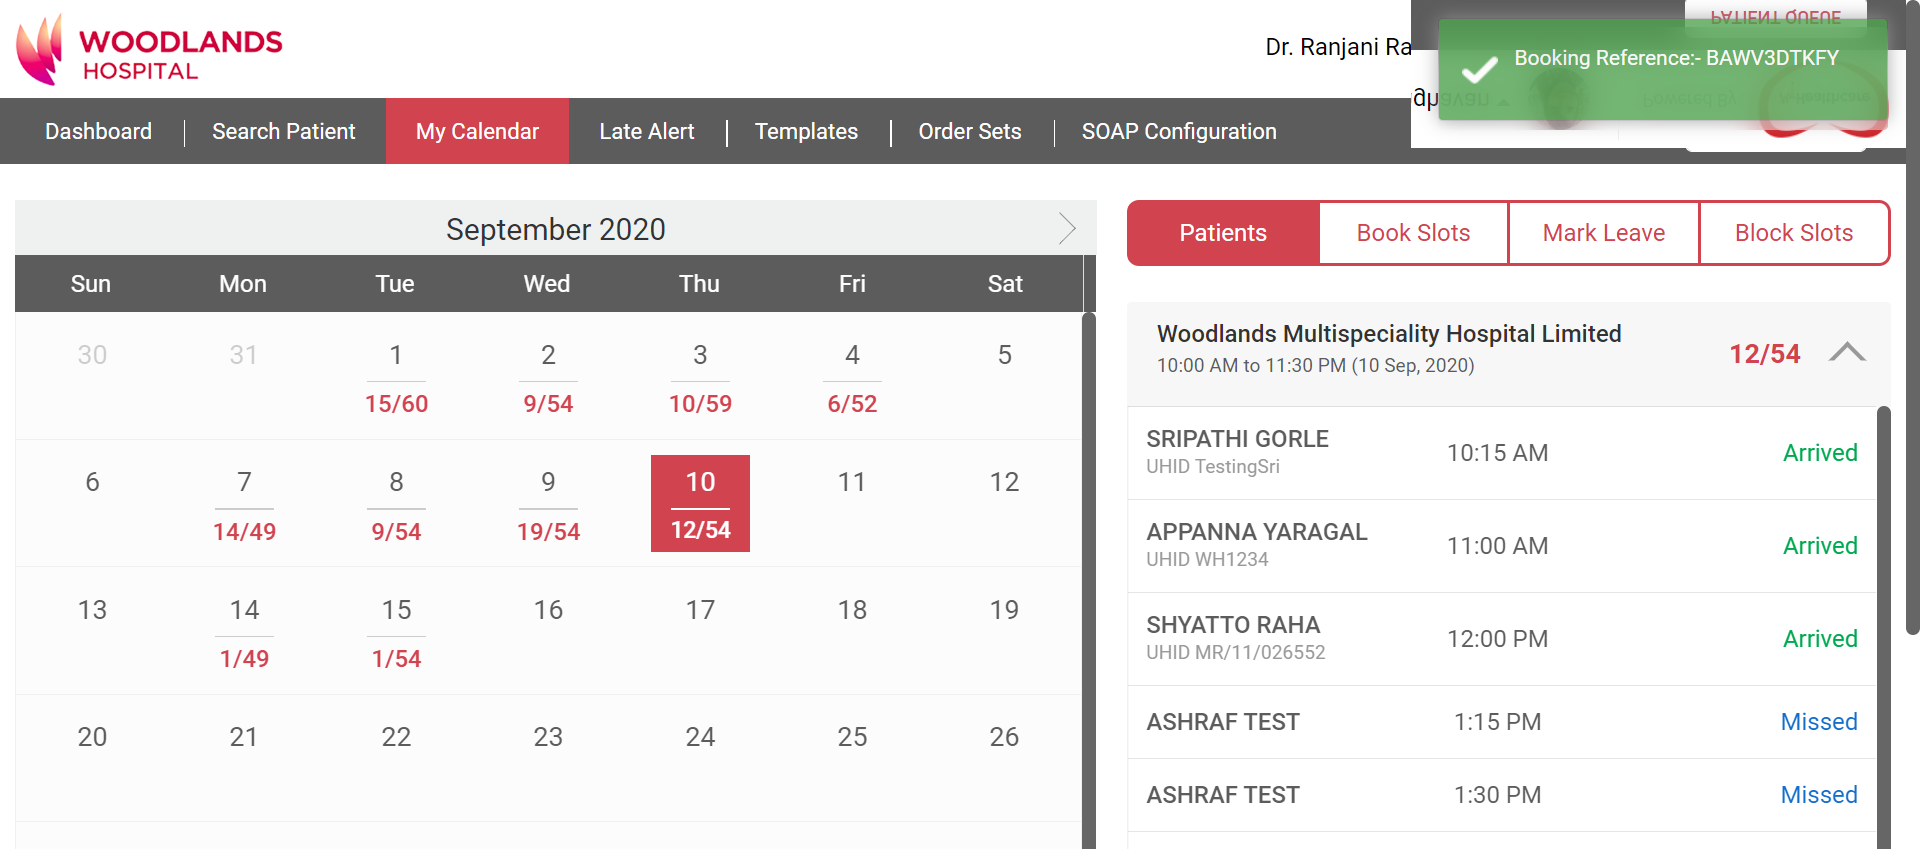 WOODLANDS
HOSPITAL
Dr. Ranjani Ra
PATIENT QUEUE
Booking Reference:- BAWV3DTKFY
Powered By
Healthcare
Dashboard
Search Patient
My Calendar
Late Alert
Templates
Order Sets
SOAP Configuration
September 2020
Sun Mon Tue Wed Thu Fri Sat
30 31 1 2 3 4 5
15/60 9/54 10/59 6/52
6 7 8 9 10 11 12
14/49 9/54 19/54 12/54
13 14 15 16 17 18 19
1/49 1/54
20 21 22 23 24 25 26
Patients Book Slots Mark Leave Block Slots
Woodlands Multispeciality Hospital Limited
10:00 AM to 11:30 PM (10 Sep, 2020)
12/54
SRIPATHI GORLE
UHID TestingSri
10:15 AM
Arrived
APPANNA YARAGAL
UHID WH1234
11:00 AM
Arrived
SHYATTO RAHA
UHID MR/11/026552
12:00 PM
Arrived
ASHRAF TEST 1:15 PM Missed
ASHRAF TEST 1:30 PM Missed